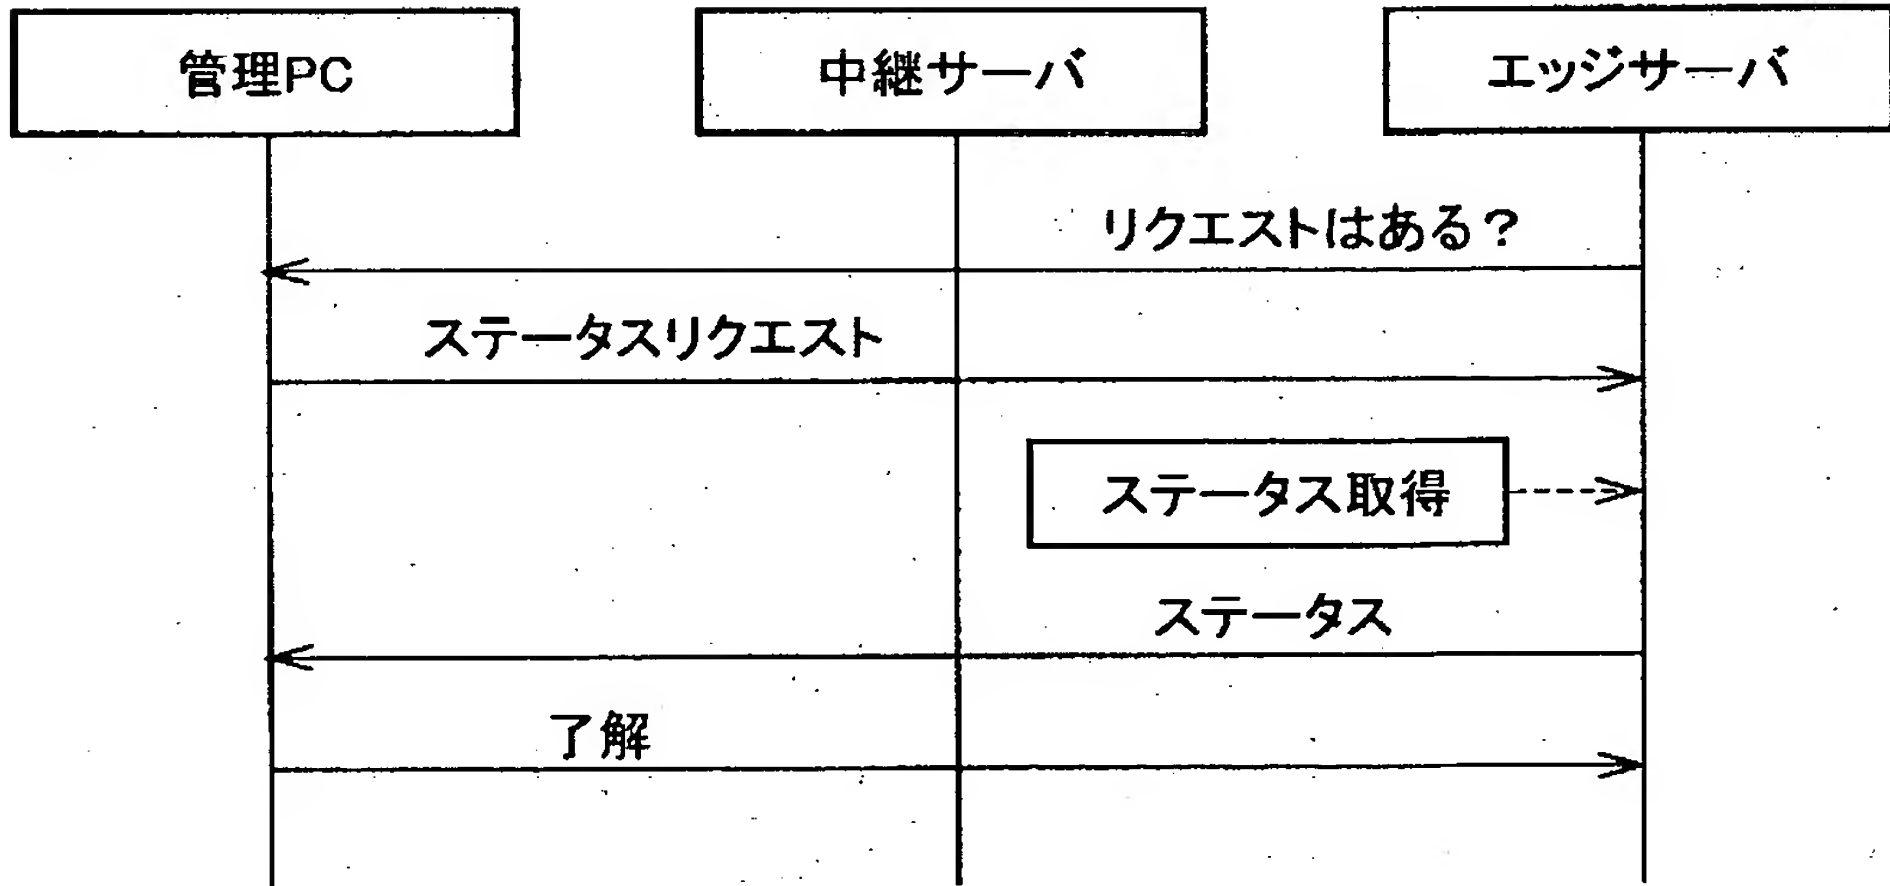 管理PC
中継サーバ
エッジサーバ
リクエストはある？
ステータスリクエスト
ステータス取得
ステータス
了解